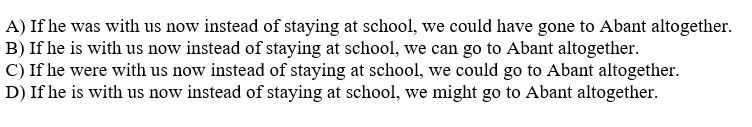 A) If he was with us now instead of staying at school, we could have gone to Abant altogether.
B) If he is with us now instead of staying at school, we can go to Abant altogether.
C) If he were with us now instead of staying at school, we could go to Abant altogether.
D) If he is with us now instead of staying at school, we might go to Abant altogether.